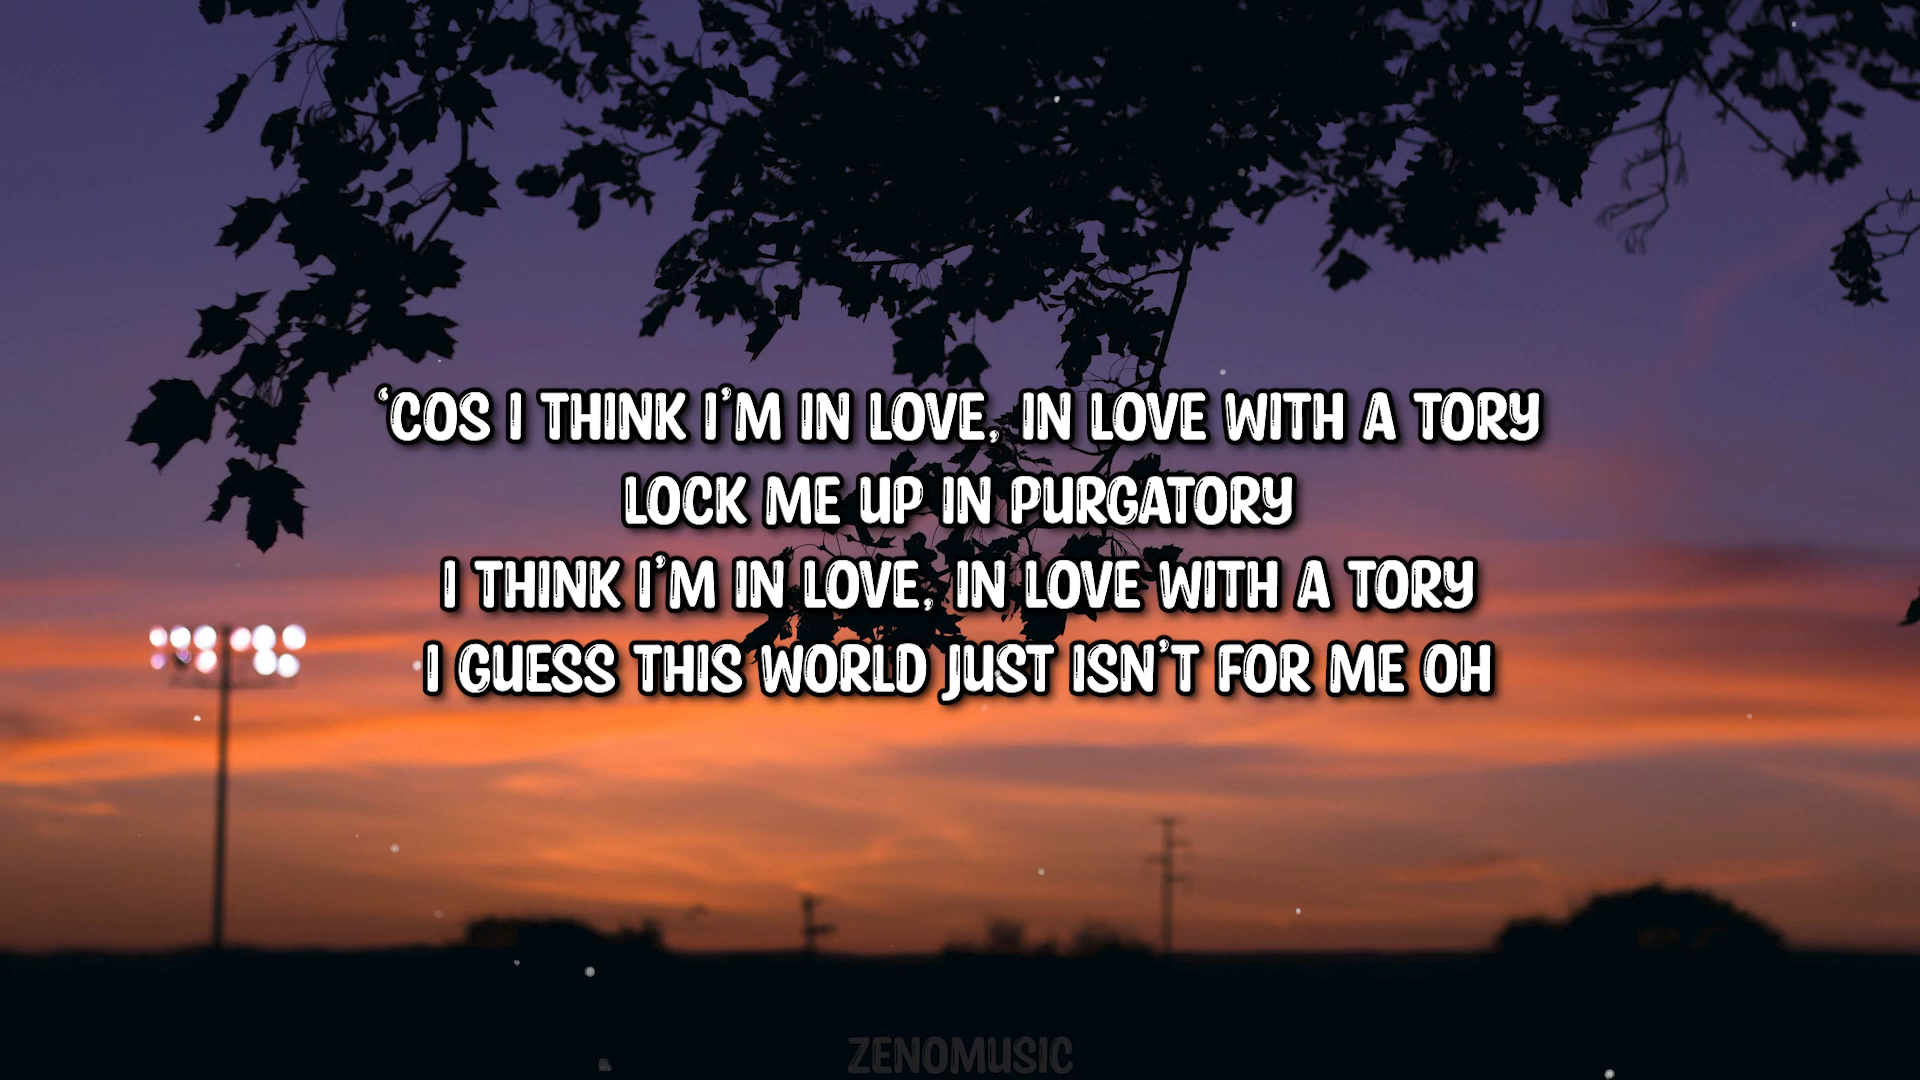 ‘COS I THINK I’M IN LOVE, IN LOVE WITH A TORY
LOCK ME UP IN PURGATORY
I THINK I’M IN LOVE, IN LOVE WITH A TORY
I GUESS THIS WORLD JUST ISN’T FOR ME OH
ZENOMUSIC